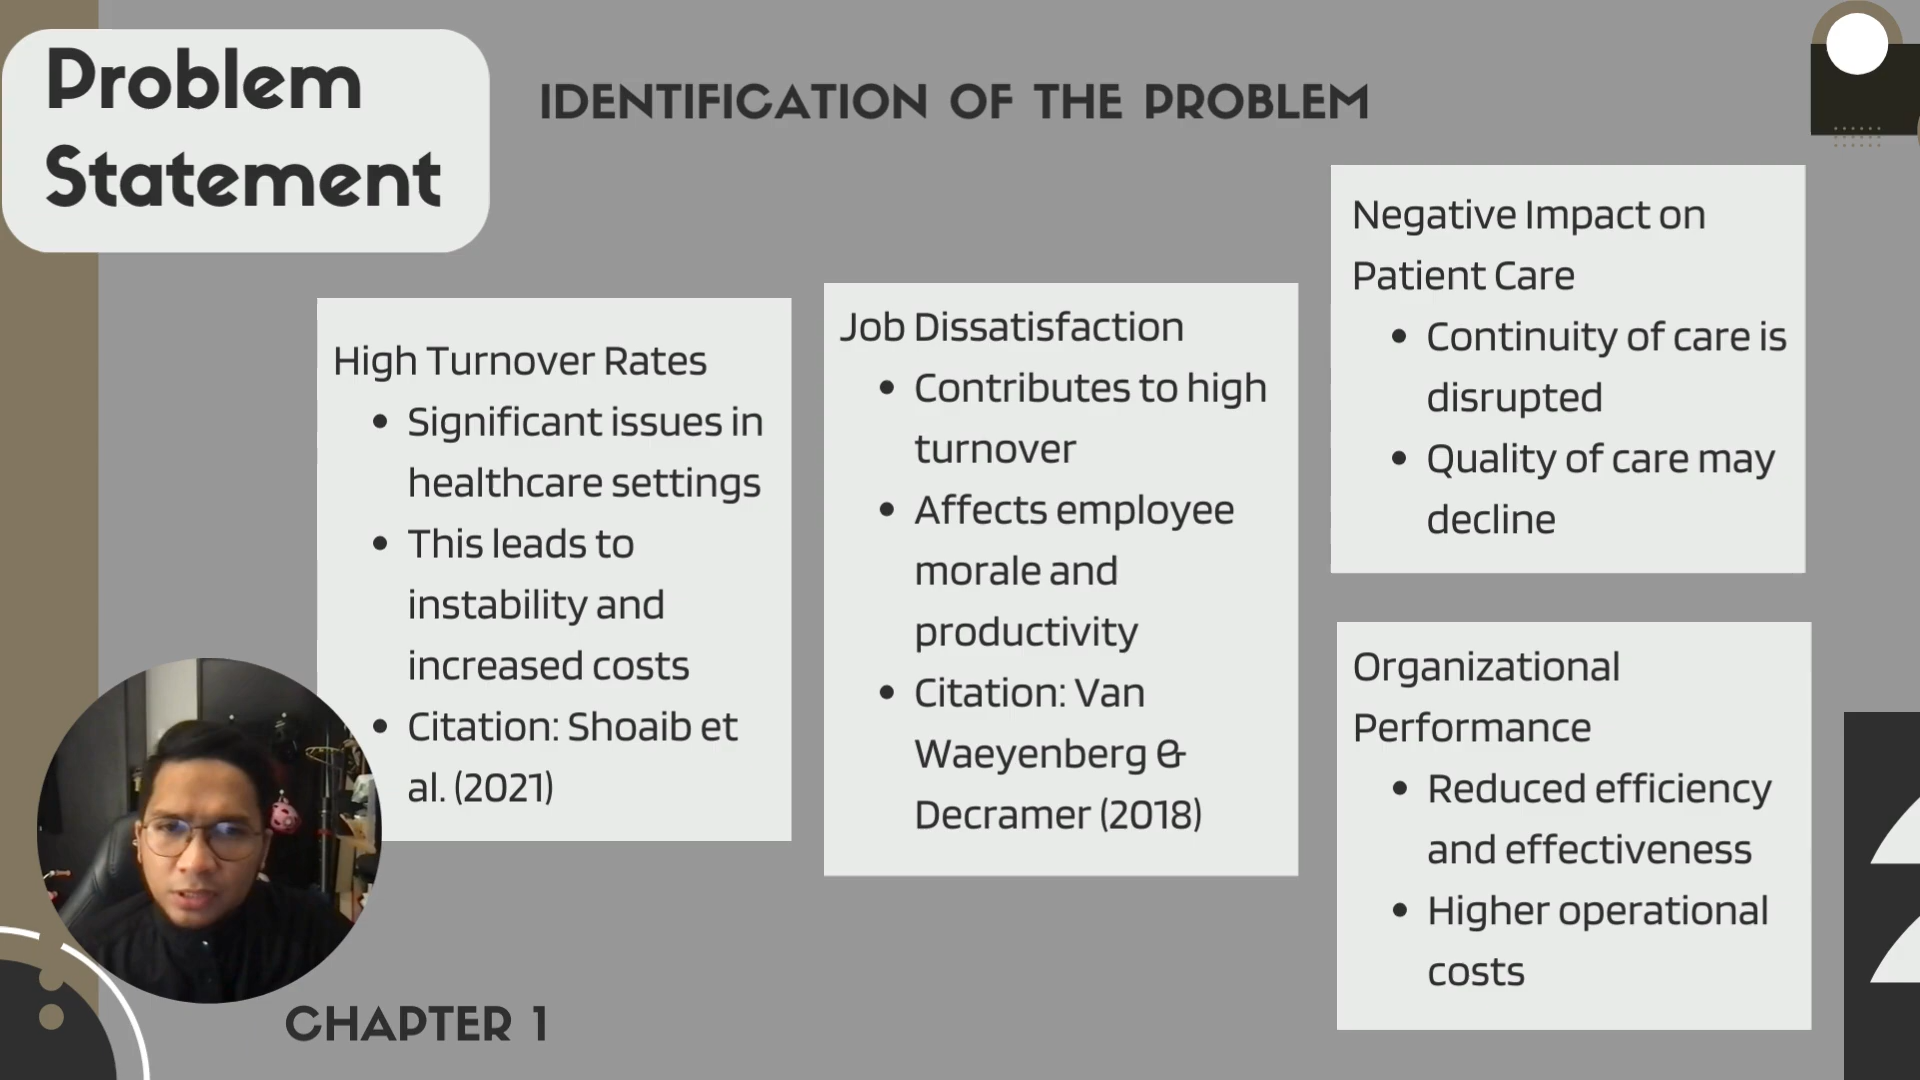 Problem
Statement
IDENTIFICATION OF THE PROBLEM
High Turnover Rates
• Significant issues in
healthcare settings
• This leads to
instability and
increased costs
• Citation: Shoaib et
al. (2021)
Job Dissatisfaction
• Contributes to high
turnover
• Affects employee
morale and
productivity
• Citation: Van
Waeyenberg &
Decramer (2018)
Negative Impact on
Patient Care
• Continuity of care is
disrupted
• Quality of care may
decline
Organizational
Performance
• Reduced efficiency
and effectiveness
• Higher operational
costs
CHAPTER 1